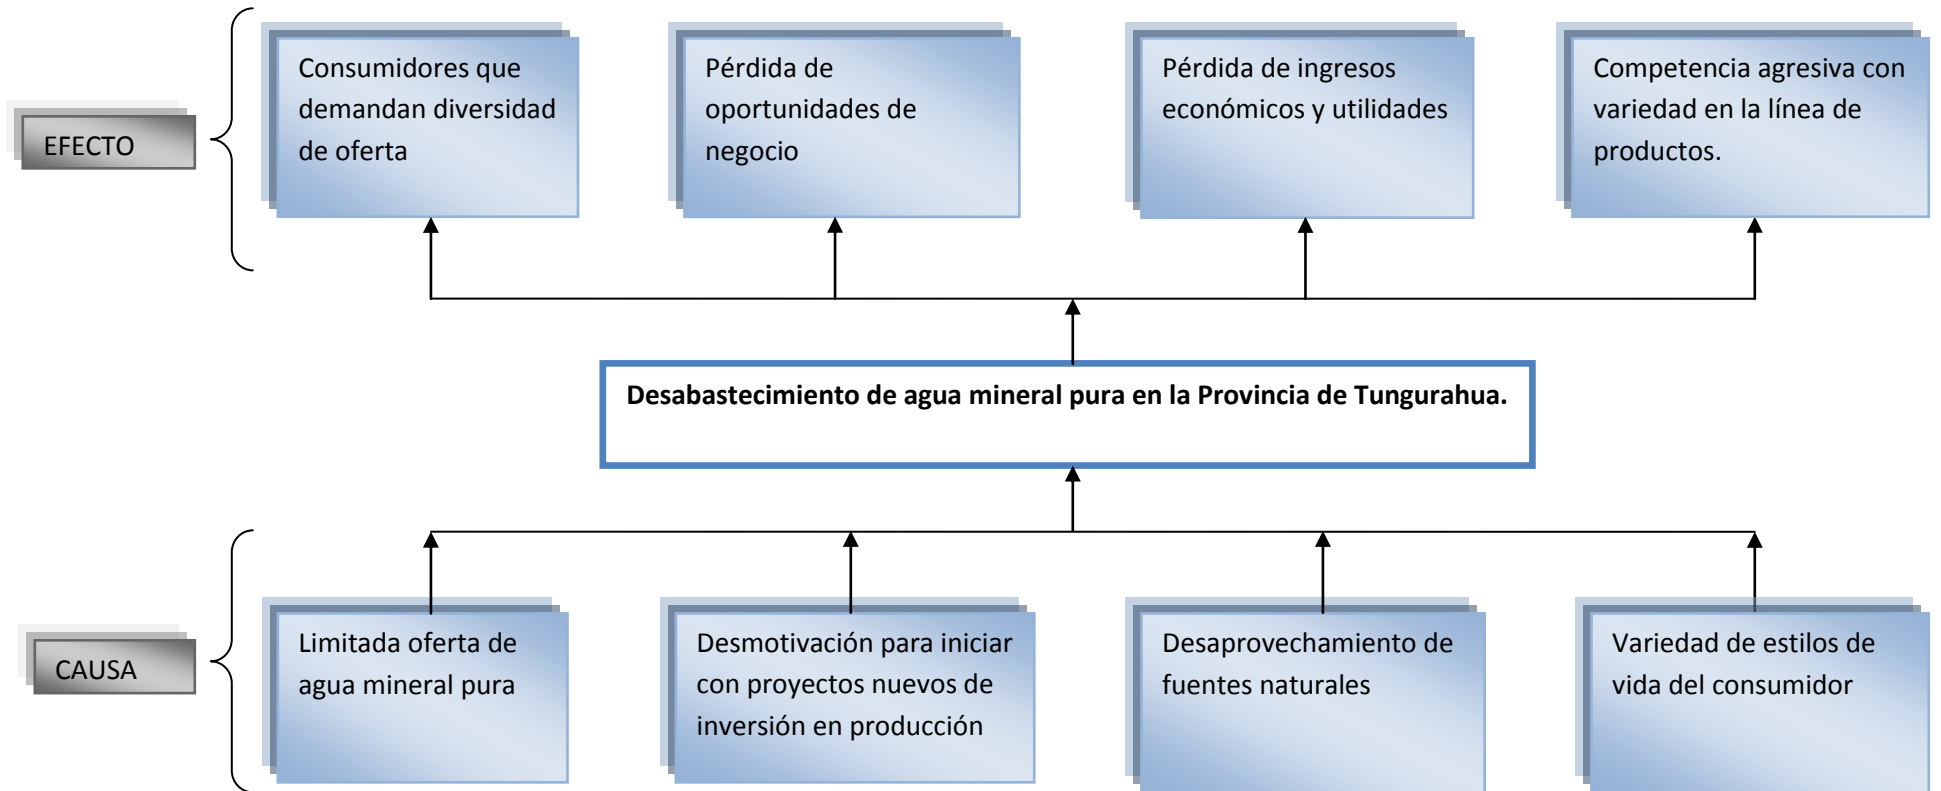 EFECTO
Consumidores que
demandan diversidad
de oferta
Pérdida de
oportunidades de
negocio
Pérdida de ingresos
económicos y utilidades
Competencia agresiva con
variedad en la línea de
productos.
Desabastecimiento de agua mineral pura en la Provincia de Tungurahua.
CAUSA
Limitada oferta de
agua mineral pura
Desmotivación para iniciar
con proyectos nuevos de
inversión en producción
Desaprovechamiento de
fuentes naturales
Variedad de estilos de
vida del consumidor